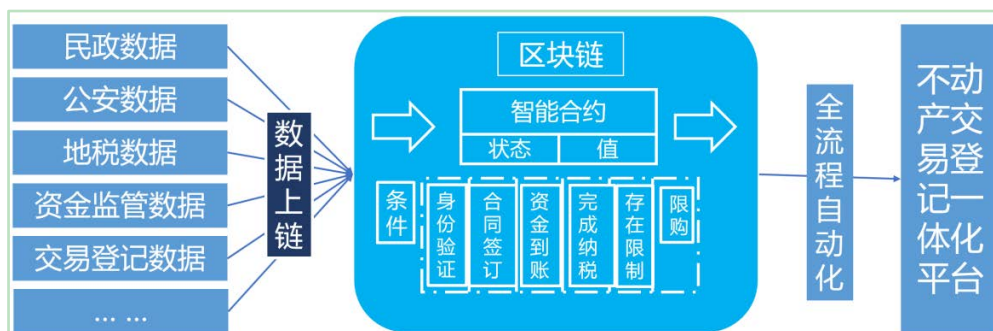 民政数据
公安数据
地税数据
资金监管数据
交易登记数据
... ...
数据上链
区块链
智能合约
状态
值
条件
身份验证
合同签订
资金到账
完成纳税
存在限制
限购
全流程自动化
不动产交易登记一体化平台